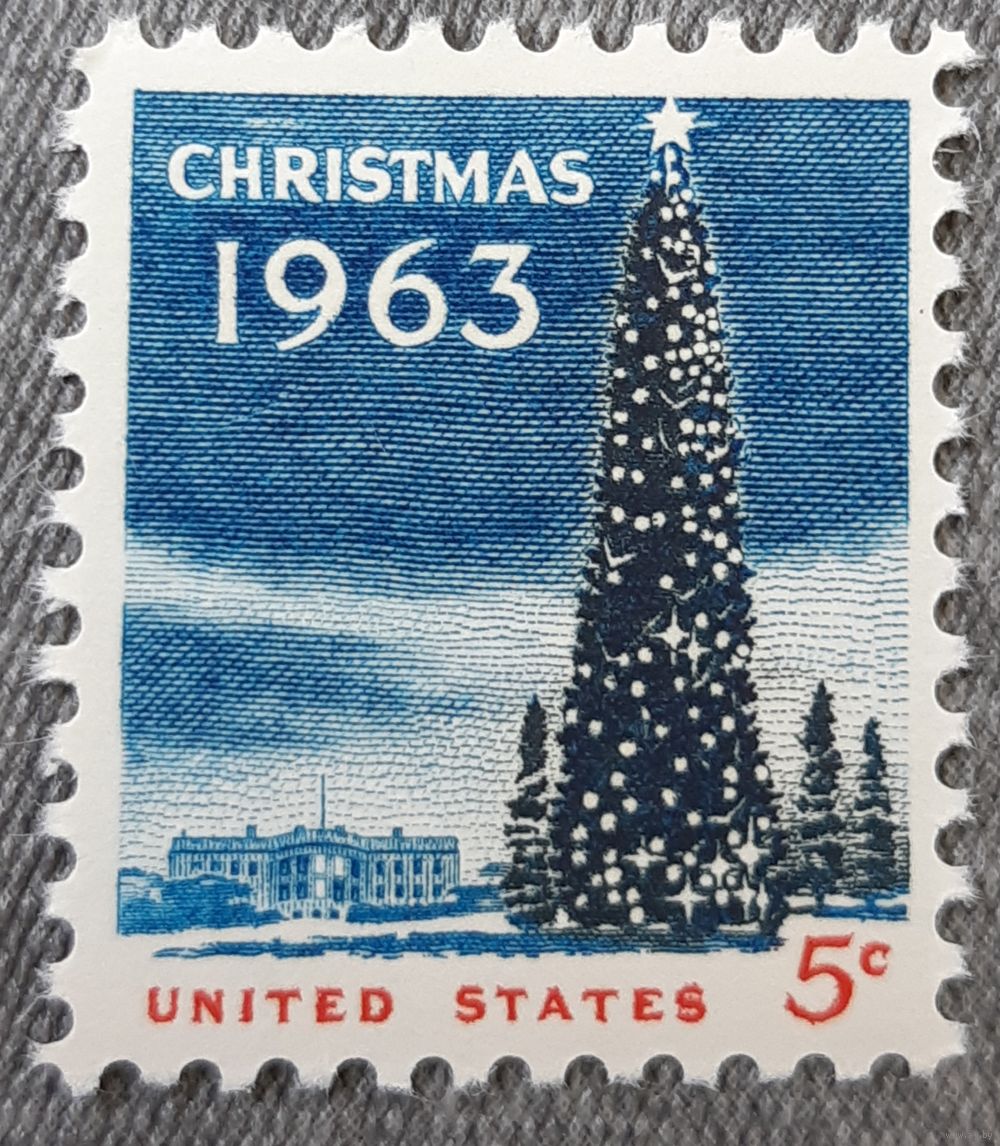 CHRISTMAS
1963
UNITED STATES 5c